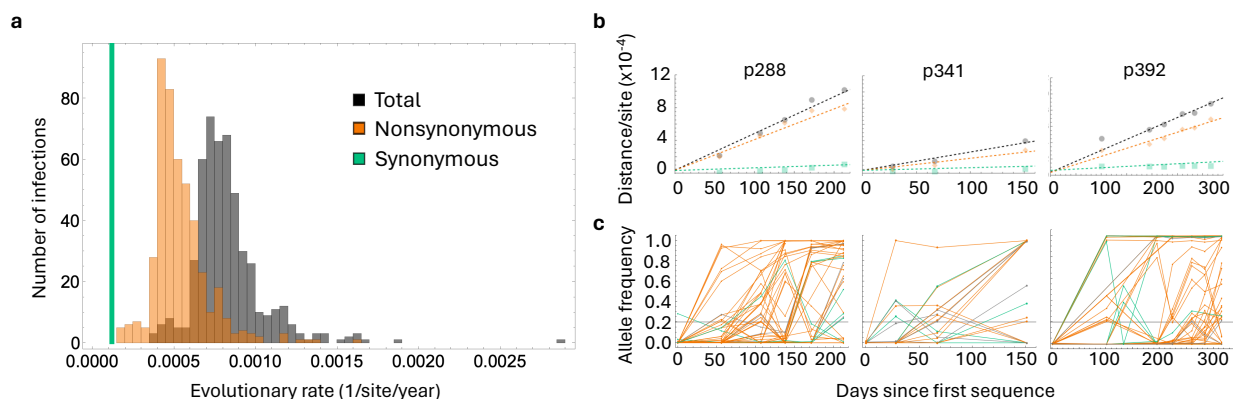 a
Number of infections
80
60
40
20
0
0.0000 0.0005 0.0010 0.0015 0.0020 0.0025
Evolutionary rate (1/site/year)
Total
Nonsynonymous
Synonymous
b
Distance/site (x10⁻⁴)
p288 p341 p392
12
8
4
0
0 50 100 150 200
0 50 100 150
0 100 200 300
c
Allele frequency
1.0
0.8
0.6
0.4
0.2
0.0
0 50 100 150 200
0 50 100 150
0 100 200 300
Days since first sequence